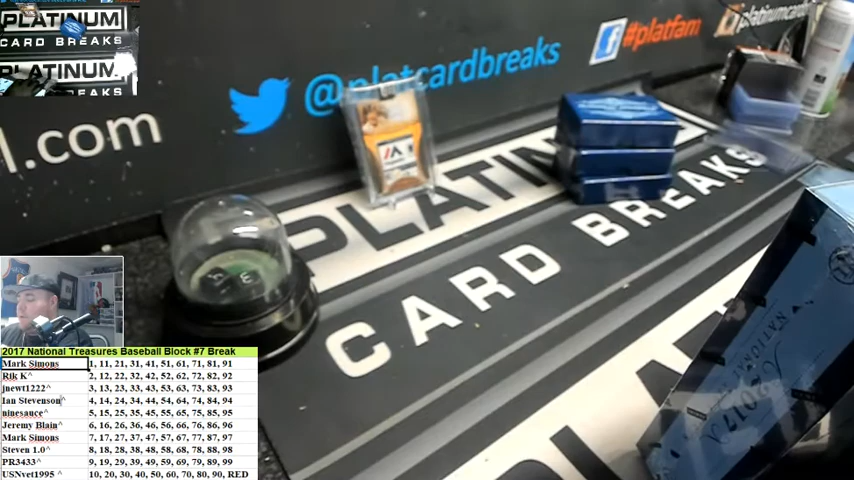 PLATINUM
CARD BREAKS
PLATINUM
CARD BREAKS
l.com
@platcardbreaks
#platfam
platinumcard
PLATIN
CARD BREAKS
2017
NATIONAL
2017 National Treasures Baseball Block #7 Break
Mark Simons 1, 11, 21, 31, 41, 51, 61, 71, 81, 91
Rik K^ 2, 12, 22, 32, 42, 52, 62, 72, 82, 92
jnewt1222^ 3, 13, 23, 33, 43, 53, 63, 73, 83, 93
Ian Stevenson^ 4, 14, 24, 34, 44, 54, 64, 74, 84, 94
ninesauce^ 5, 15, 25, 35, 45, 55, 65, 75, 85, 95
Jeremy Blain^ 6, 16, 26, 36, 46, 56, 66, 76, 86, 96
Mark Simons 7, 17, 27, 37, 47, 57, 67, 77, 87, 97
Steven 1.0^ 8, 18, 28, 38, 48, 58, 68, 78, 88, 98
PR3433^ 9, 19, 29, 39, 49, 59, 69, 79, 89, 99
USNvet1995 ^ 10, 20, 30, 40, 50, 60, 70, 80, 90, RED